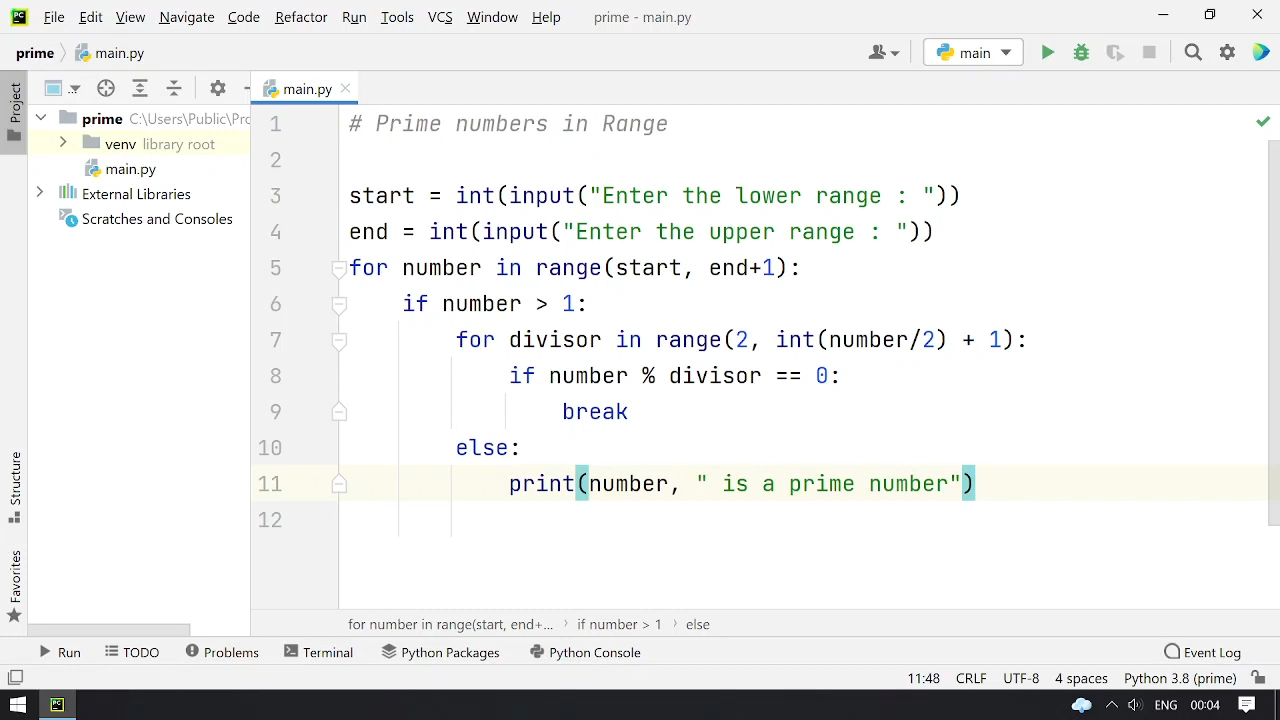 PC File Edit View Navigate Code Refactor Run Tools VCS Window Help prime - main.py
prime main.py main
Project
... main.py
prime C:\Users\Public\Prc
venv library root
main.py
External Libraries
Scratches and Consoles
1 # Prime numbers in Range
2
3 start = int(input("Enter the lower range : "))
4 end = int(input("Enter the upper range : "))
5 for number in range(start, end+1):
6 if number > 1:
7 for divisor in range(2, int(number/2) + 1):
8 if number % divisor == 0:
9 break
10 else:
11 print(number, " is a prime number")
12
Structure
Favorites
for number in range(start, end+... if number > 1 else
Run TODO Problems Terminal Python Packages Python Console Event Log
11:48 CRLF UTF-8 4 spaces Python 3.8 (prime)
PC ENG 00:04